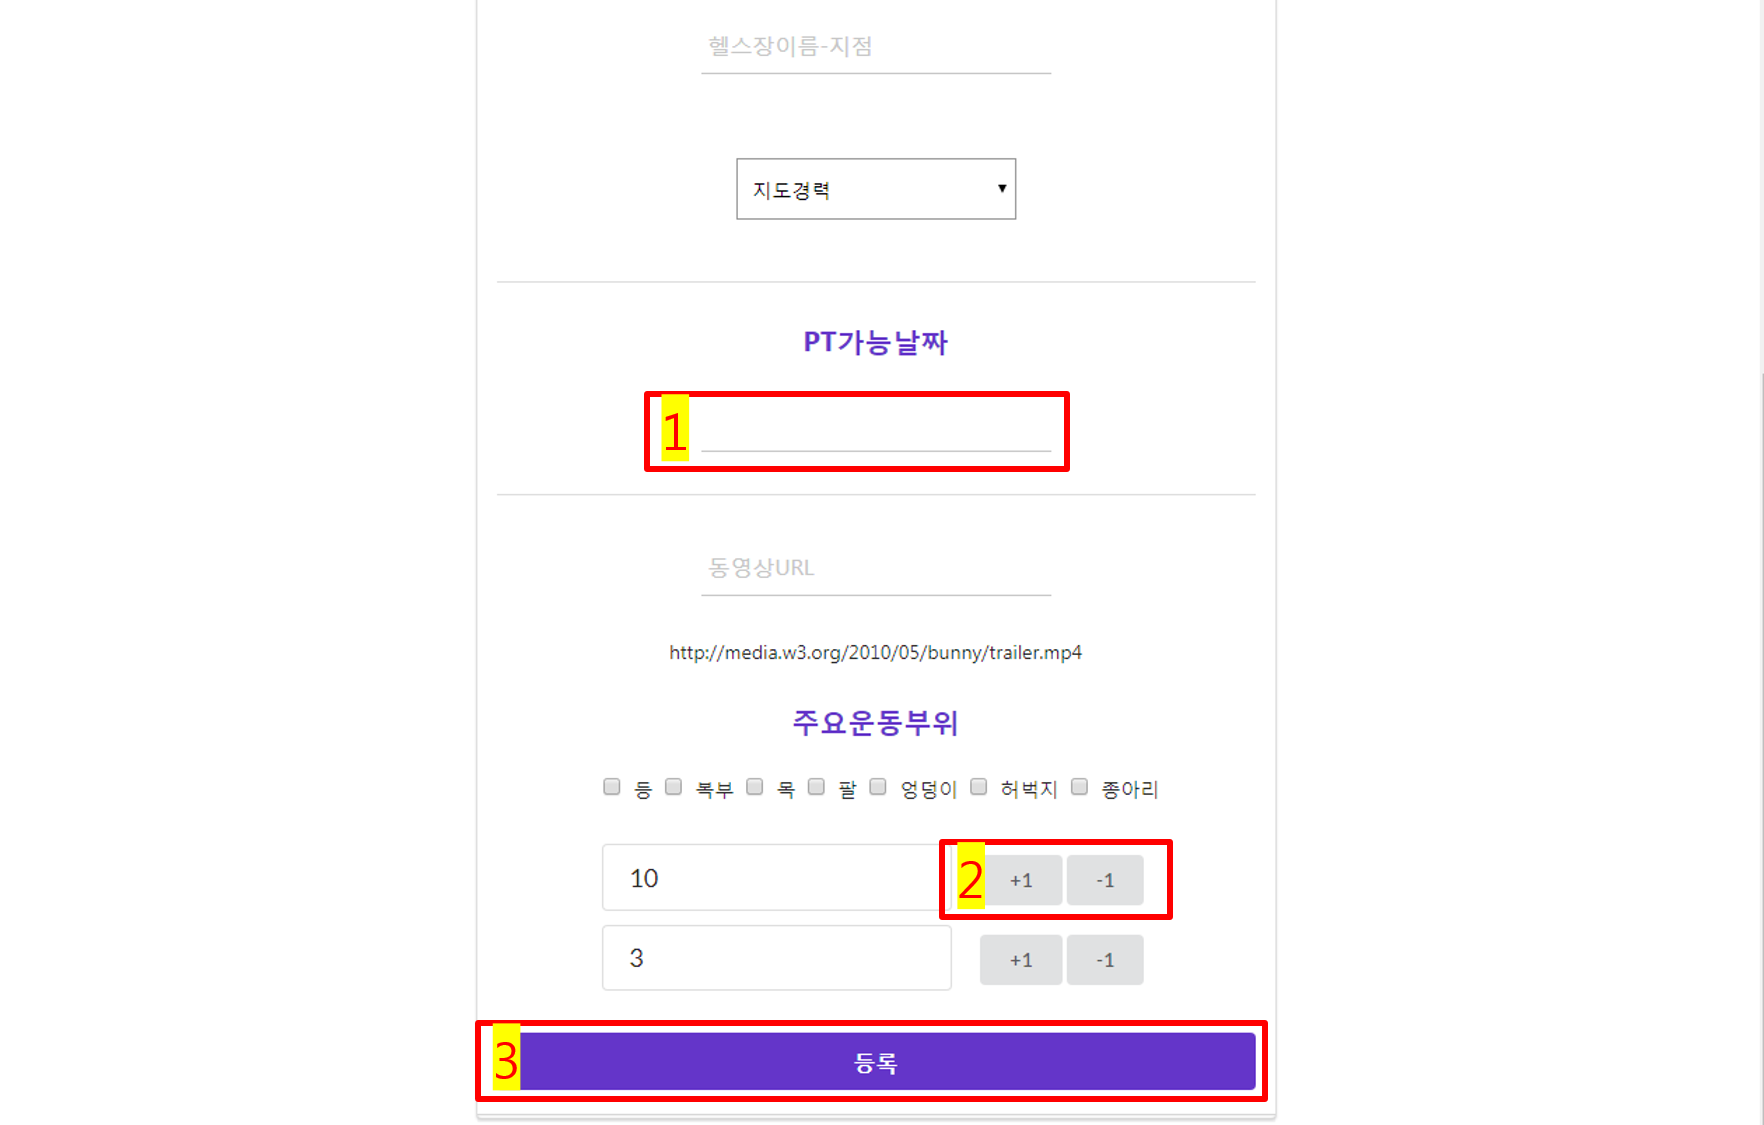 헬스장이름-지점
지도경력
PT가능날짜
1
동영상URL
http://media.w3.org/2010/05/bunny/trailer.mp4
주요운동부위
등 복부 목 팔 엉덩이 허벅지 종아리
10 2 +1 -1
3 +1 -1
3 등록